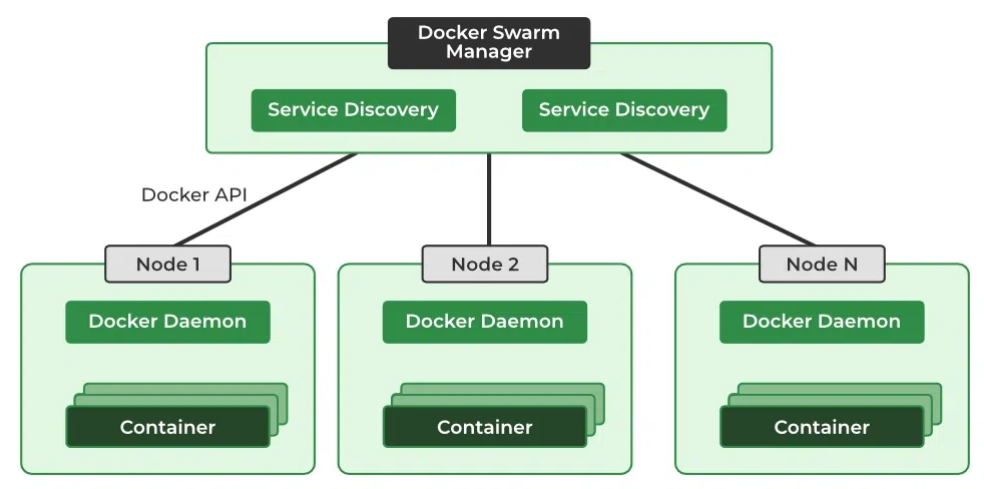 Docker Swarm
Manager
Service Discovery
Service Discovery
Docker API
Node 1
Node 2
Node N
Docker Daemon
Docker Daemon
Docker Daemon
Container
Container
Container